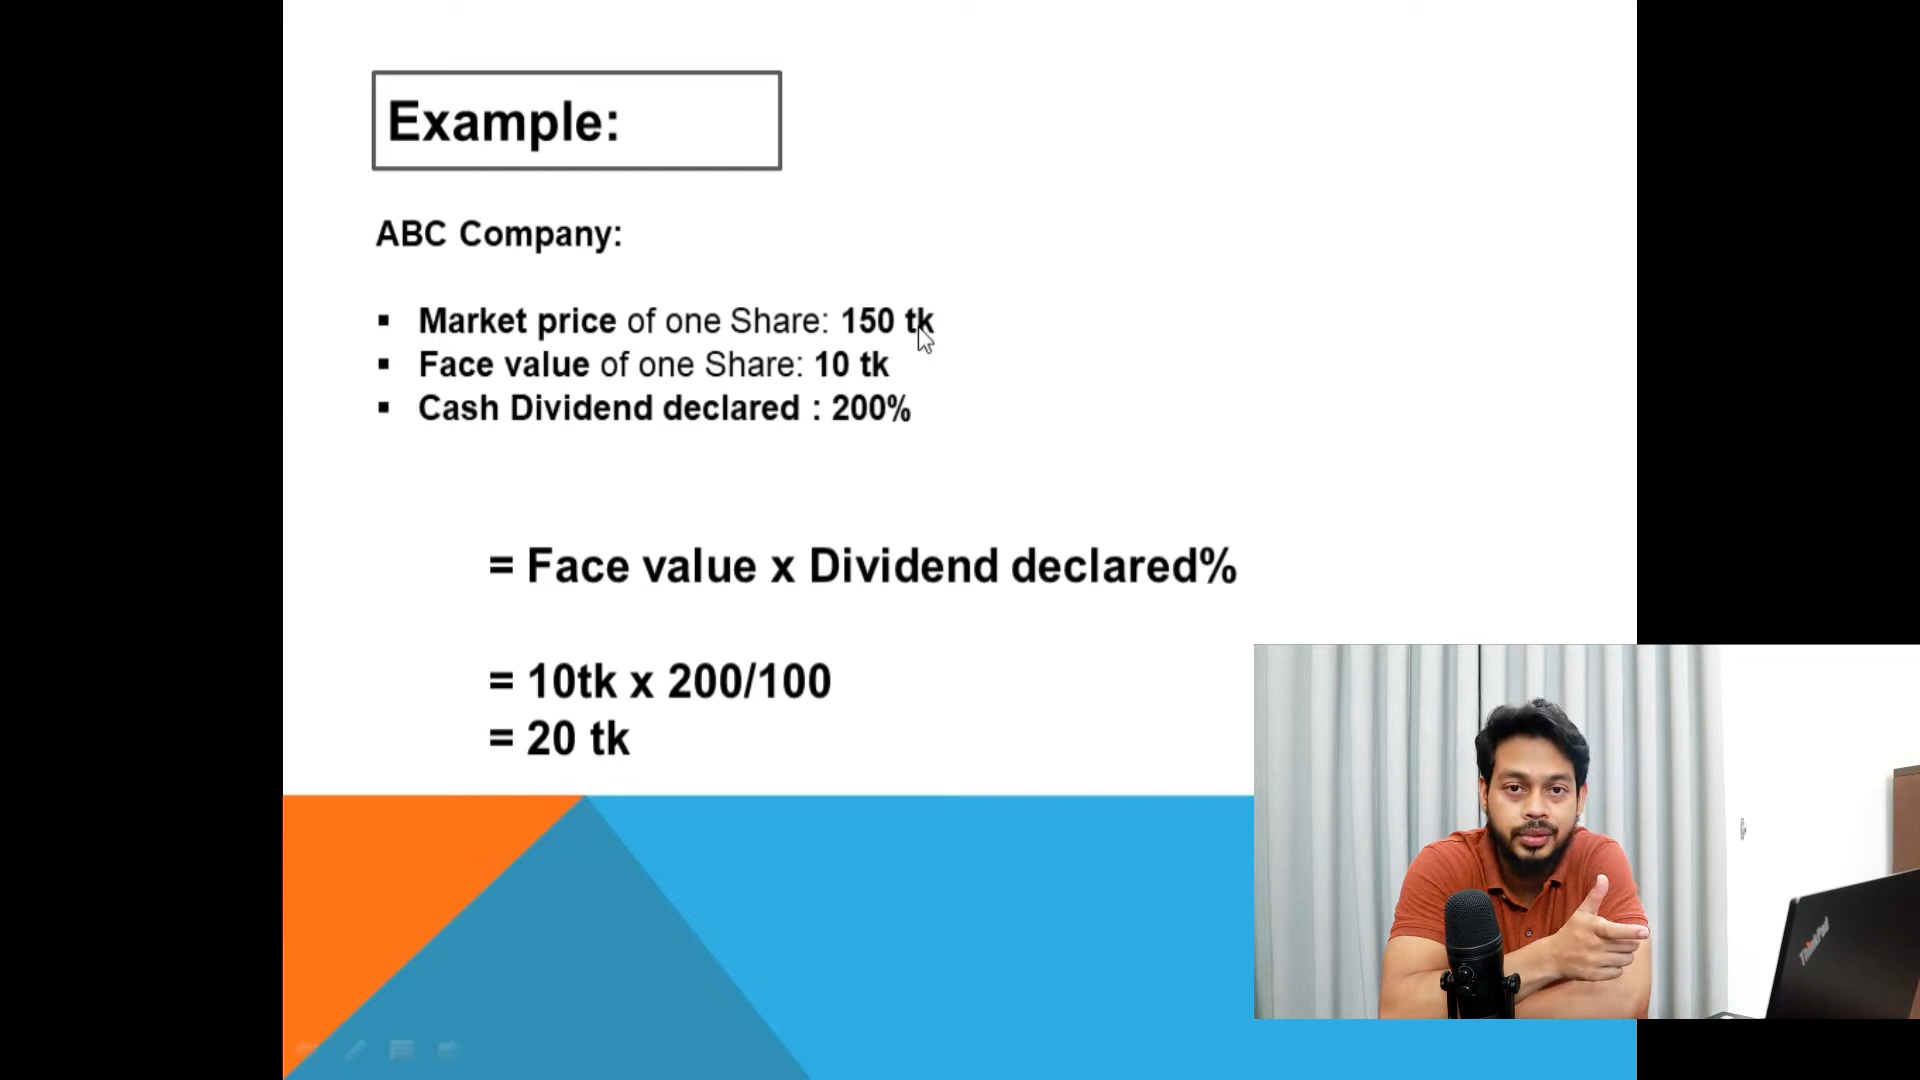 Example:
ABC Company:
▪ Market price of one Share: 150 tk
▪ Face value of one Share: 10 tk
▪ Cash Dividend declared : 200%
= Face value x Dividend declared%
= 10tk x 200/100
= 20 tk
ThinkPad